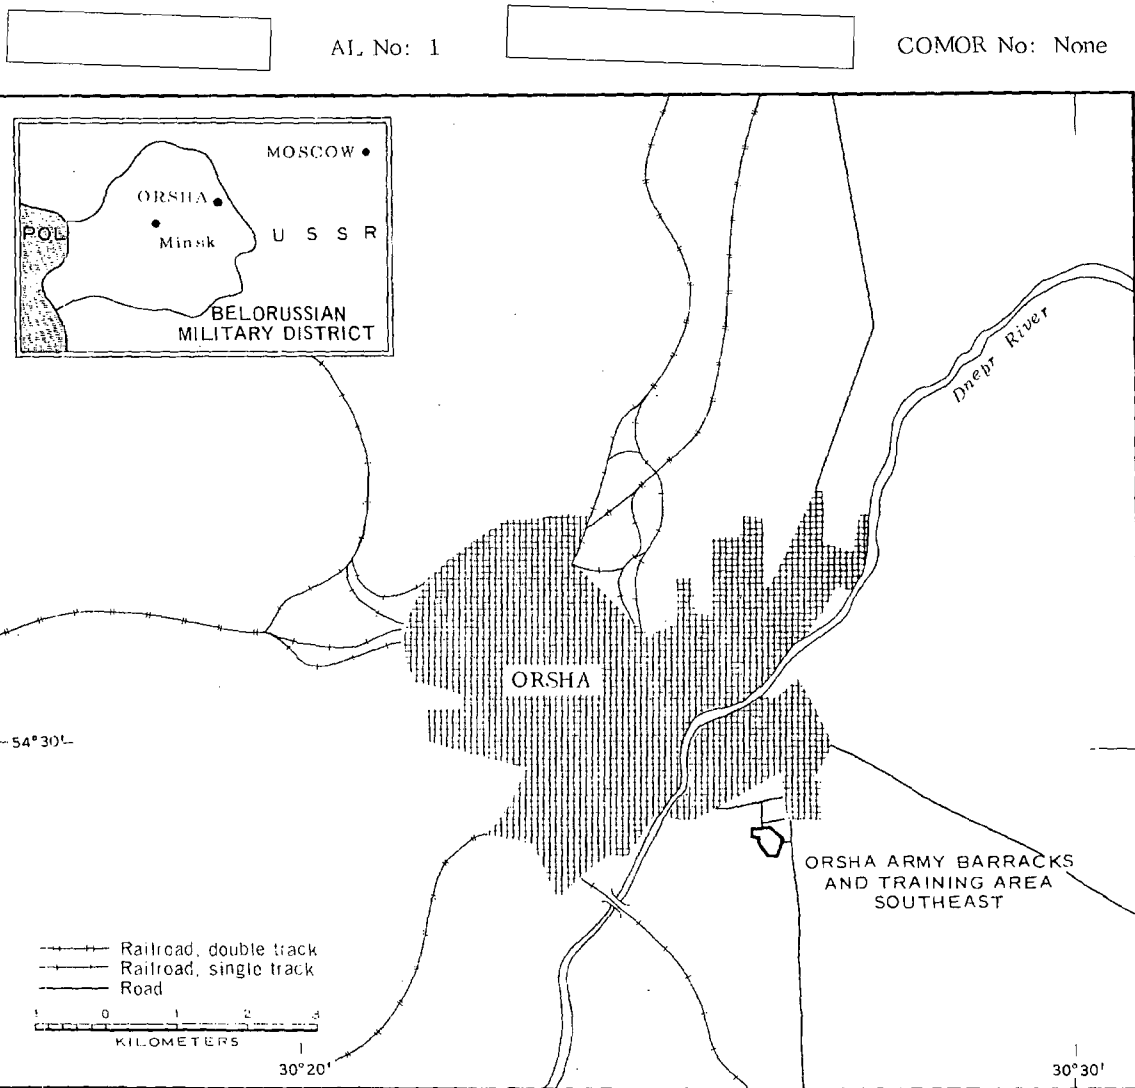 AL No: 1
COMOR No: None
MOSCOW
ORSHA
POL
Minsk
U S S R
BELORUSSIAN
MILITARY DISTRICT
Dnepr River
ORSHA
54°30'
ORSHA ARMY BARRACKS
AND TRAINING AREA
SOUTHEAST
Railroad, double track
Railroad, single track
Road
1 0 1 2 3
KILOMETERS
30°20'
30°30'